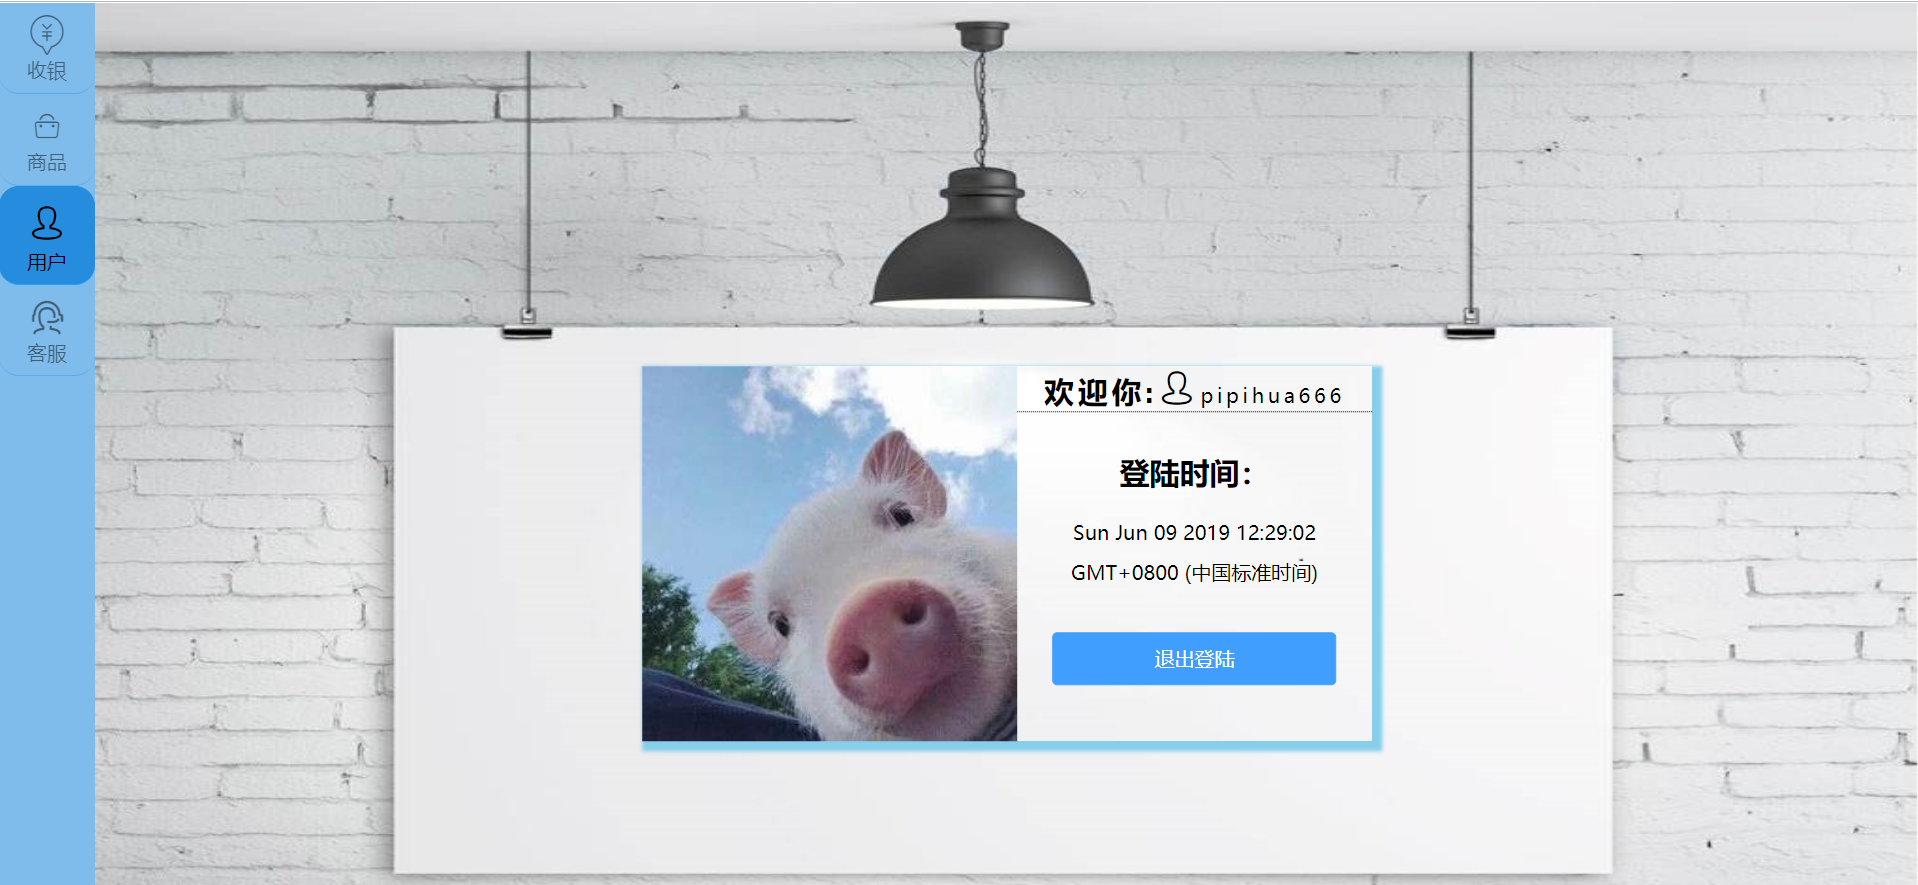 收银
商品
用户
客服
欢迎你: pipihua666
登陆时间：
Sun Jun 09 2019 12:29:02
GMT+0800 (中国标准时间)
退出登陆